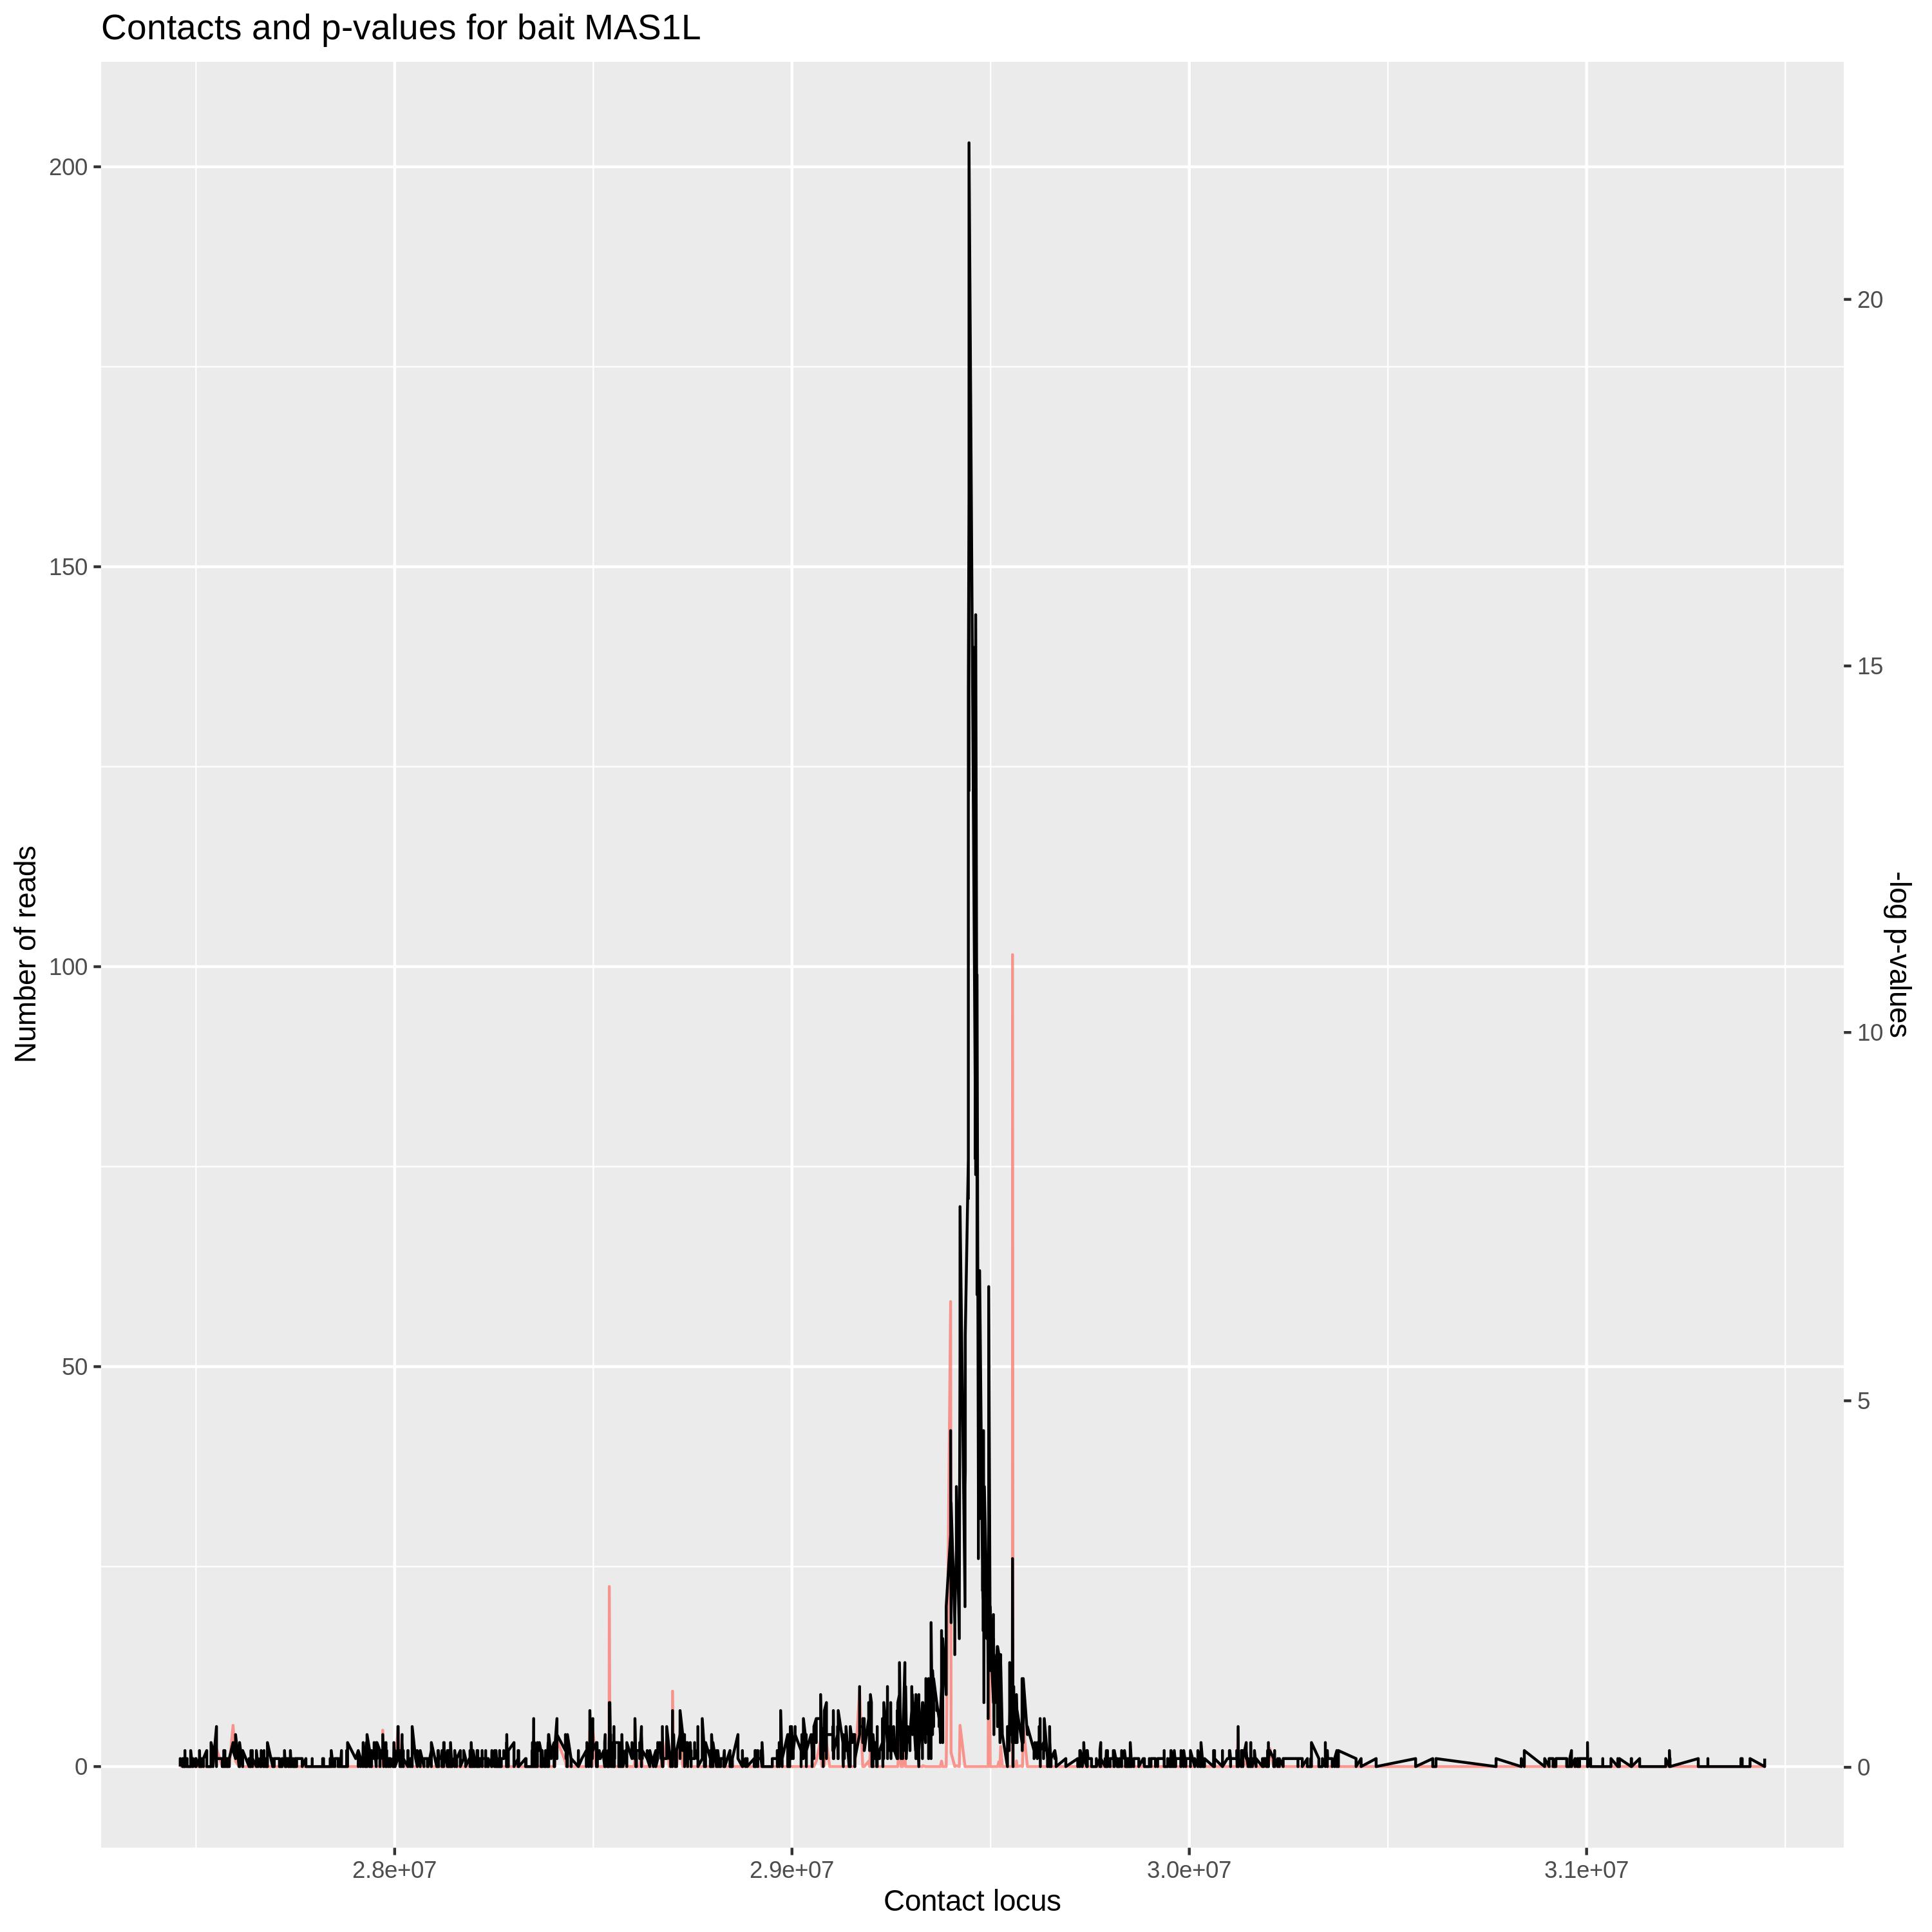 Contacts and p-values for bait MAS1L
200
150
100
50
0
Number of reads
20
15
10
5
0
-log p-values
2.8e+07
2.9e+07
3.0e+07
3.1e+07
Contact locus